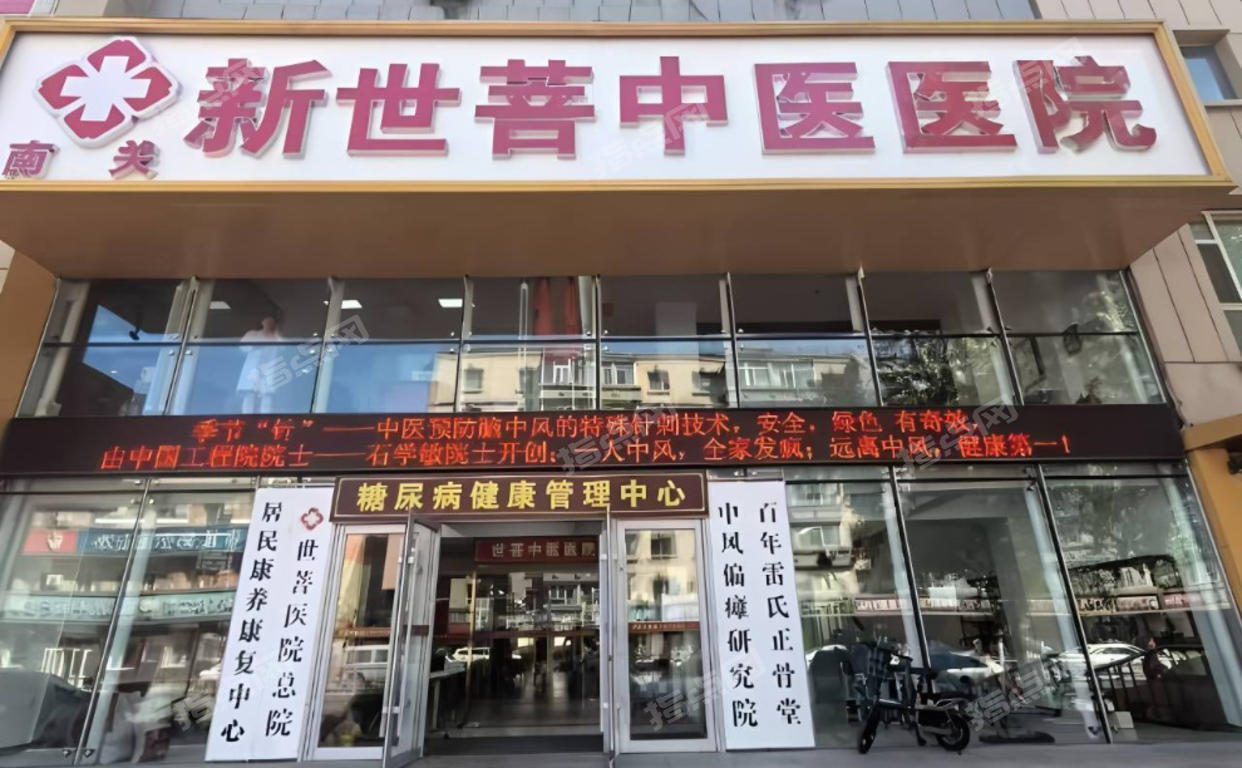 新世菩中医医院
南关
季节“针”——中医预防脑中风的特殊针刺技术，安全，绿色 有奇效，
由中国工程院院士——石学敏院士开创：一人中风，全家发疯；远离中风，健康第一！
糖尿病健康管理中心
世菩医院总院
居民康养康复中心
百年雷氏正骨堂
中风偏瘫研究院
世菩中医医院
指点网